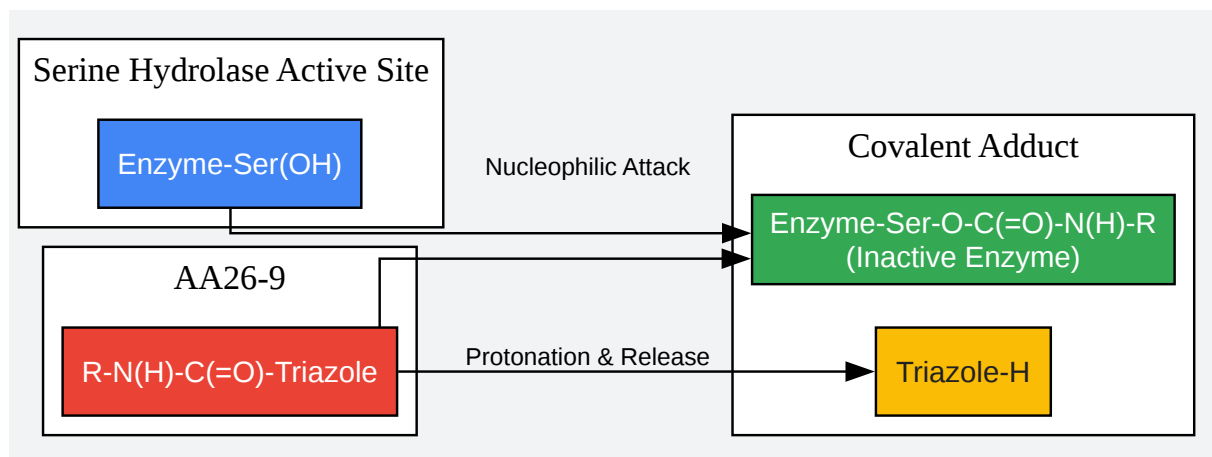 Serine Hydrolase Active Site
Enzyme-Ser(OH)
AA26-9
R-N(H)-C(=O)-Triazole
Nucleophilic Attack
Protonation & Release
Covalent Adduct
Enzyme-Ser-O-C(=O)-N(H)-R
(Inactive Enzyme)
Triazole-H